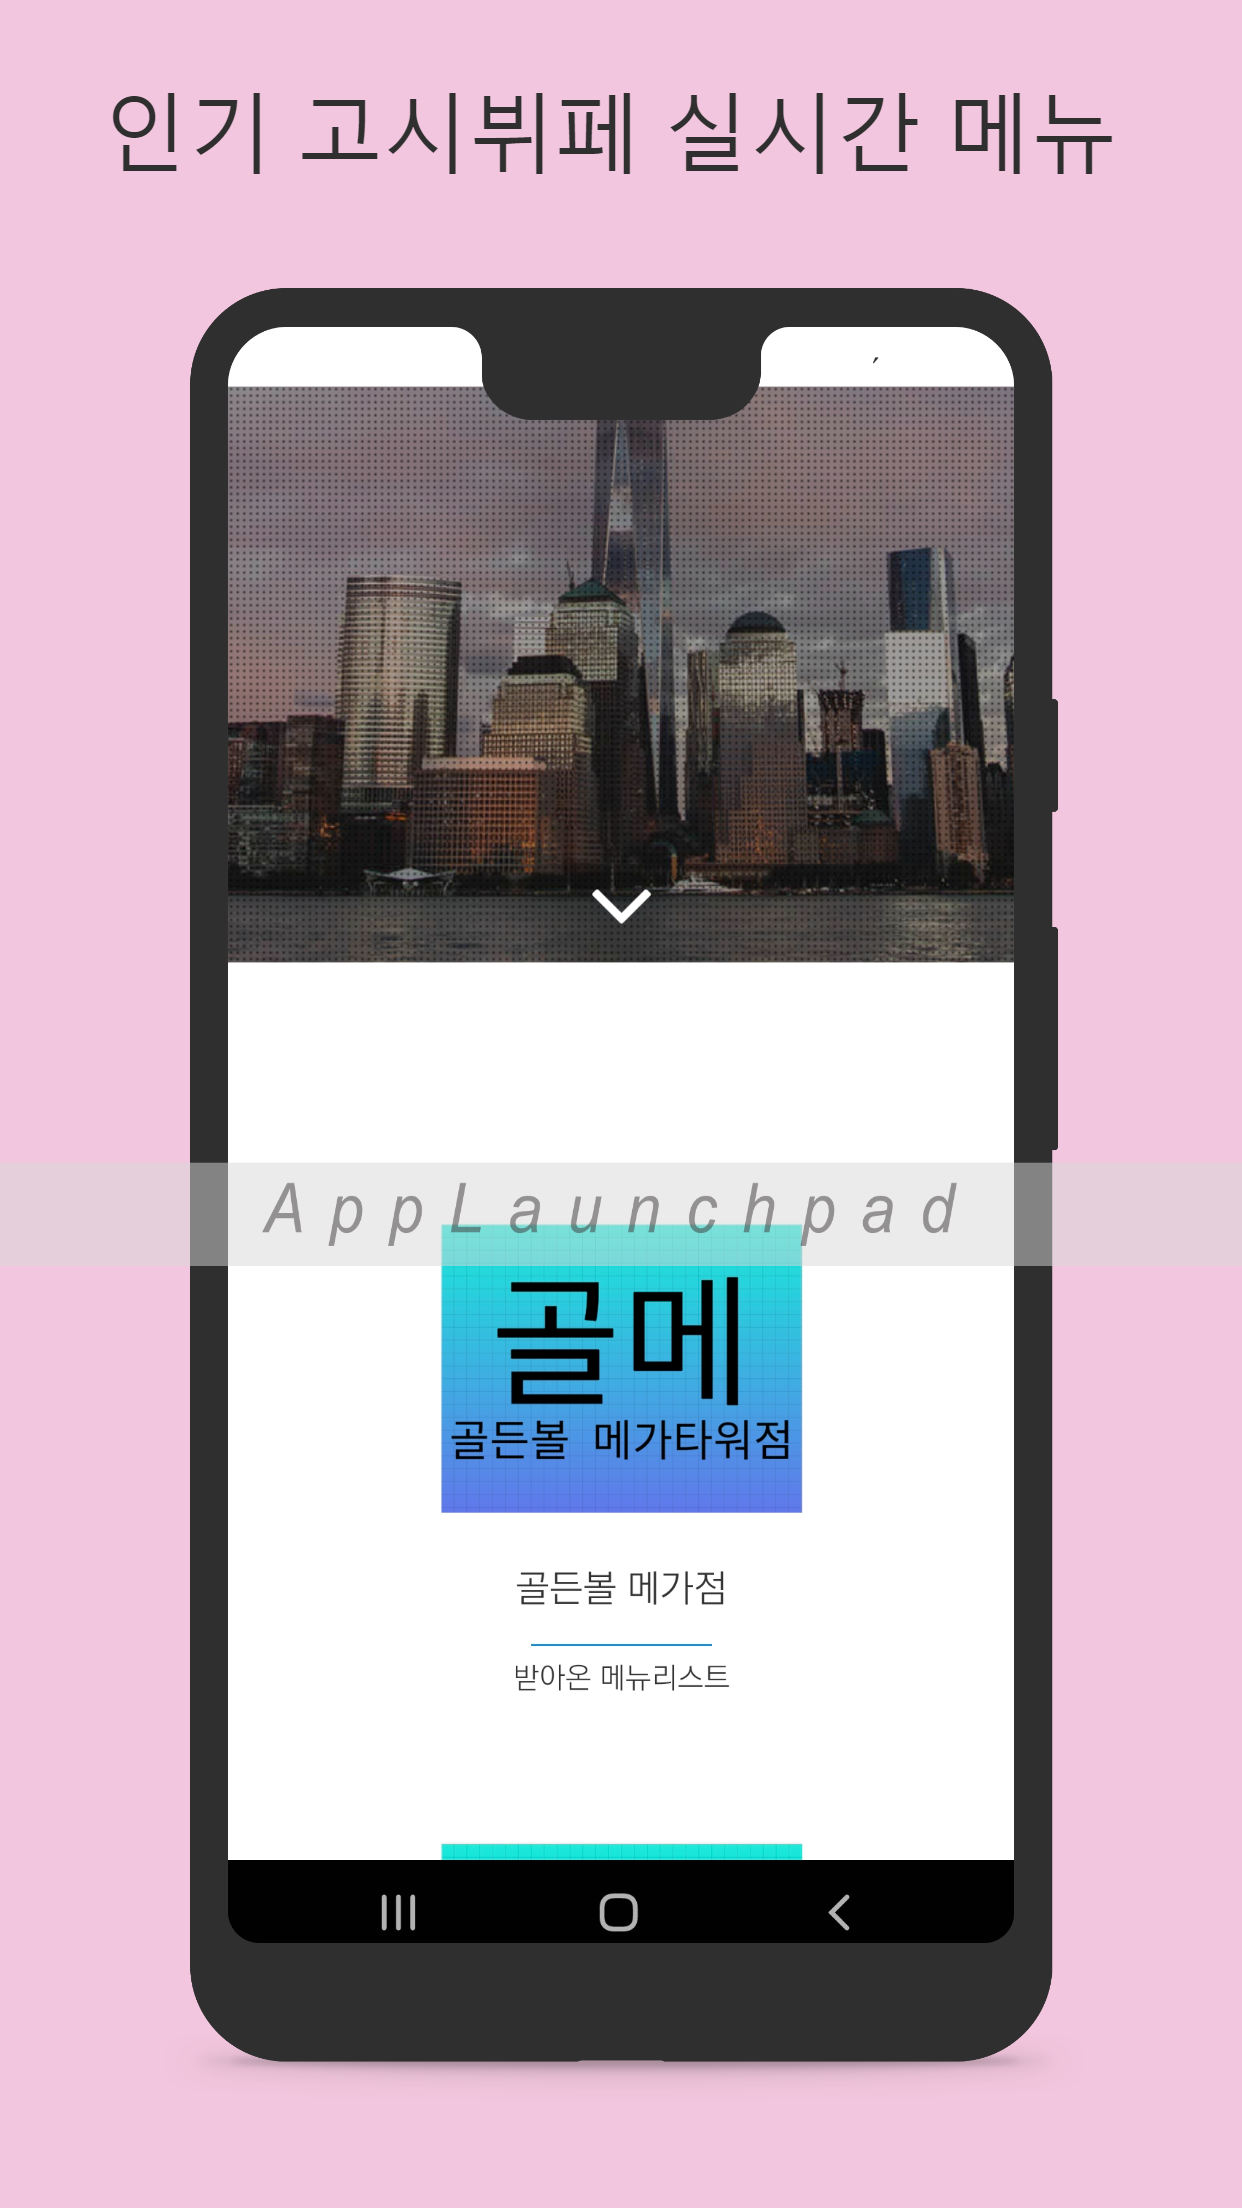 인기 고시뷔페 실시간 메뉴
AppLaunchpad
골메
골든볼 메가타워점
골든볼 메가점
받아온 메뉴리스트